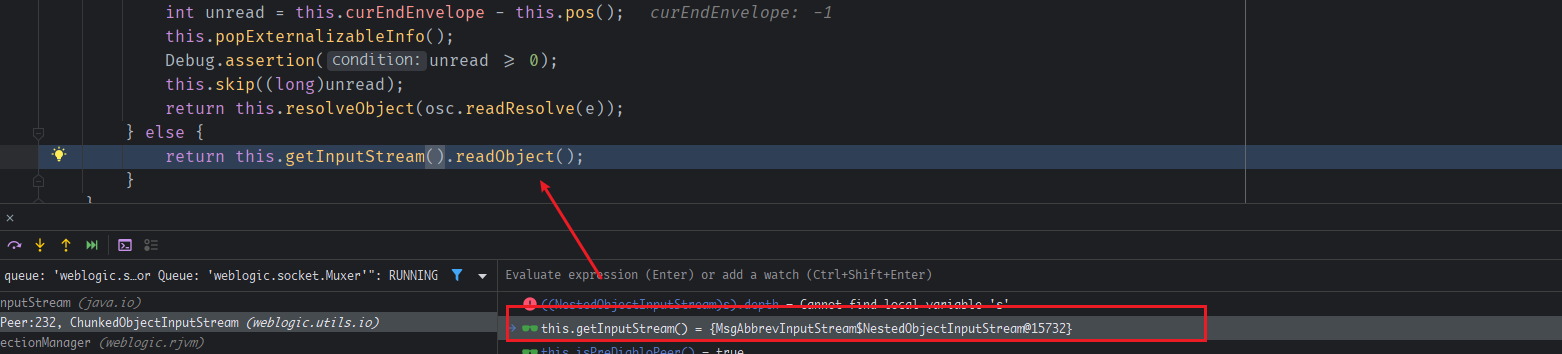 int unread = this.curEndEnvelope - this.pos();   curEndEnvelope: -1
this.popExternalizableInfo();
Debug.assertion( condition: unread ⩾ 0);
this.skip((long)unread);
return this.resolveObject(osc.readResolve(e));
} else {
return this.getInputStream().readObject();
}
}
queue: 'weblogic.s…or Queue: 'weblogic.socket.Muxer'": RUNNING
Evaluate expression (Enter) or add a watch (Ctrl+Shift+Enter)
((NestedObjectInputStream)s).depth = Cannot find local variable 's'
nputStream (java.io)
Peer:232, ChunkedObjectInputStream (weblogic.utils.io)
this.getInputStream() = {MsgAbbrevInputStream$NestedObjectInputStream@15732}
ectionManager (weblogic.rjvm)
this.isPreDiabloPeer() = true